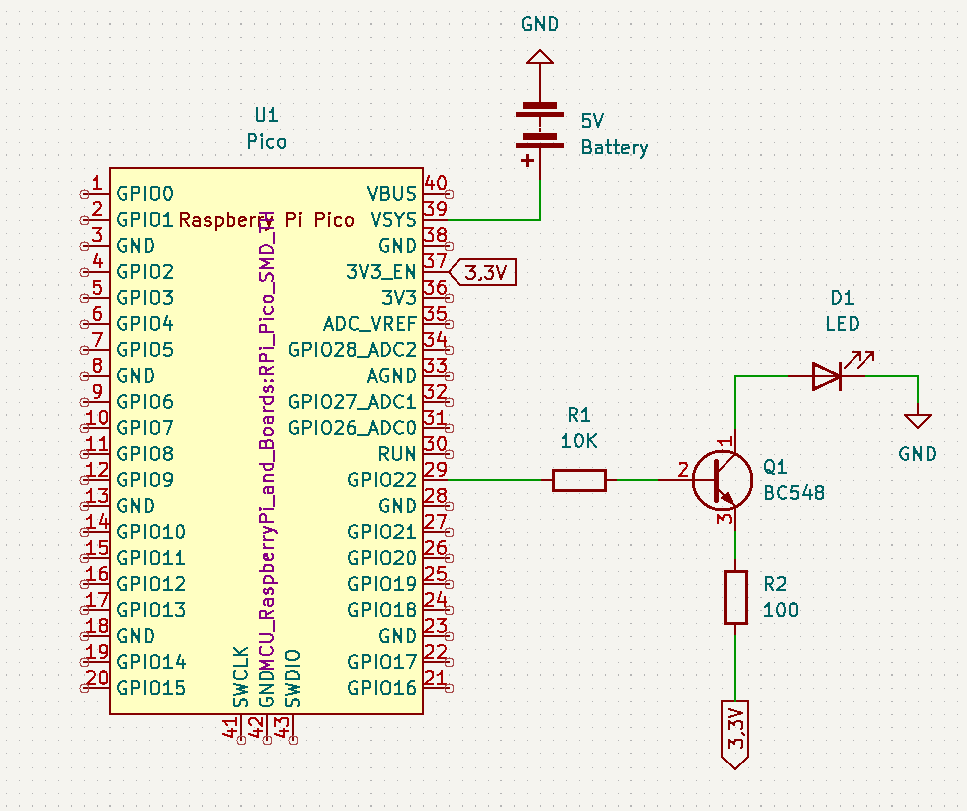 GND
5V
Battery
+
U1
Pico
Raspberry Pi Pico
MCU_RaspberryPi_and_Boards:RPi_Pico_SMD_TH
1 GPIO0 VBUS 40
2 GPIO1 VSYS 39
3 GND GND 38
4 GPIO2 3V3_EN 37 3,3V
5 GPIO3 3V3 36
6 GPIO4 ADC_VREF 35
7 GPIO5 GPIO28_ADC2 34
8 GND AGND 33
9 GPIO6 GPIO27_ADC1 32
10 GPIO7 GPIO26_ADC0 31
11 GPIO8 RUN 30
12 GPIO9 GPIO22 29
13 GND GND 28
14 GPIO10 GPIO21 27
15 GPIO11 GPIO20 26
16 GPIO12 GPIO19 25
17 GPIO13 GPIO18 24
18 GND GND 23
19 GPIO14 GPIO17 22
20 GPIO15 GPIO16 21
SWCLK GND SWDIO
41 42 43
D1
LED
GND
R1
10K
1
2
3
Q1
BC548
R2
100
3,3V